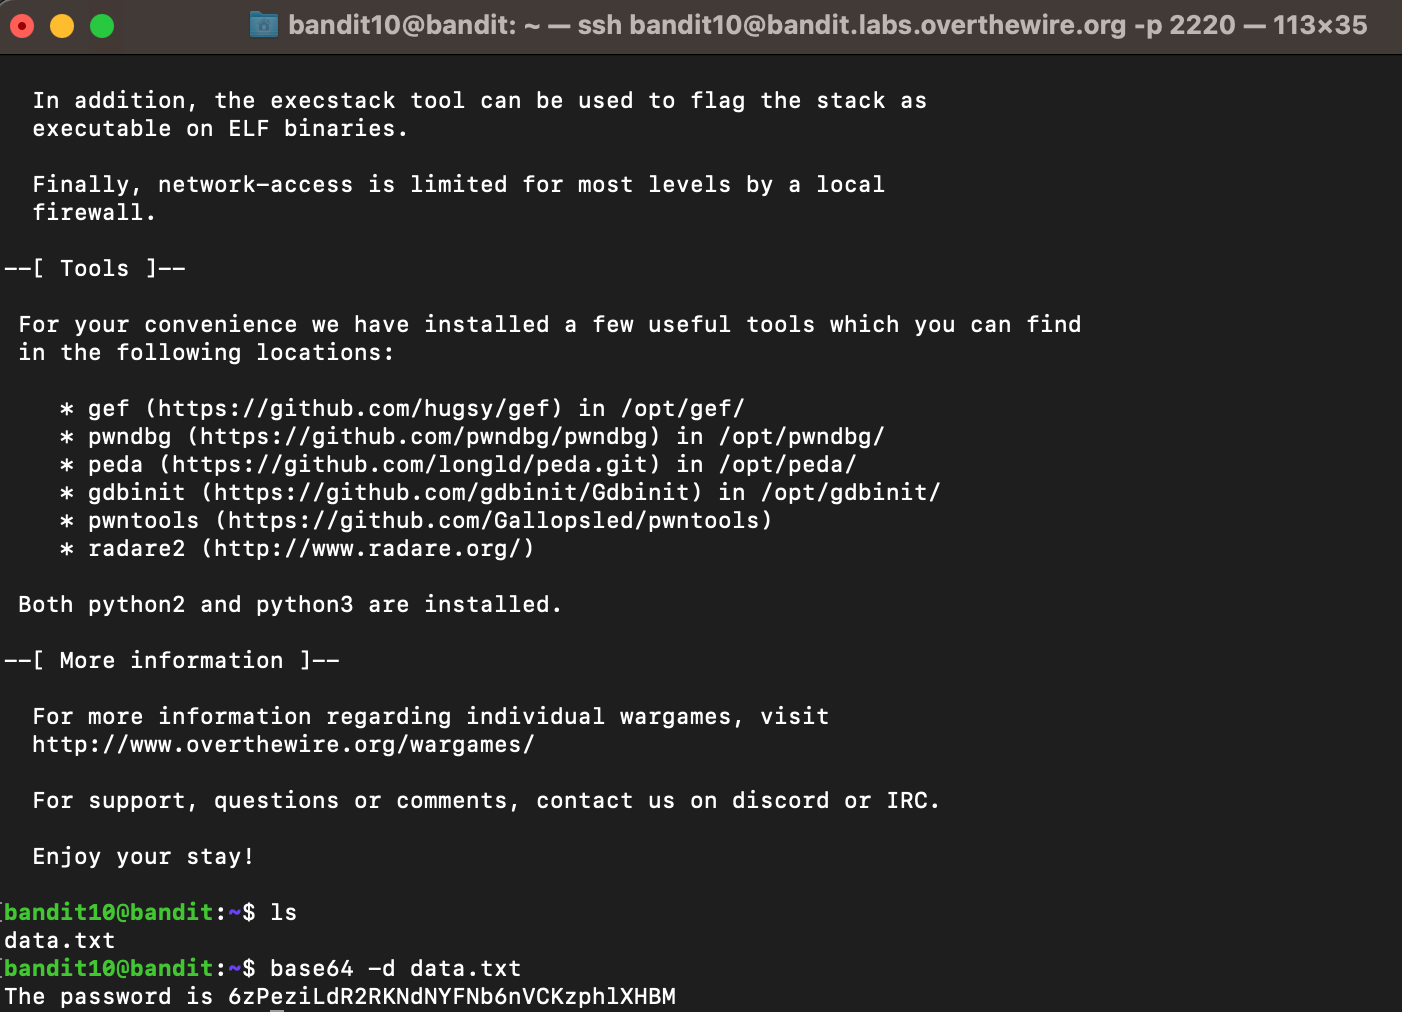 bandit10@bandit: ~ — ssh bandit10@bandit.labs.overthewire.org -p 2220 — 113×35
In addition, the execstack tool can be used to flag the stack as
executable on ELF binaries.
Finally, network-access is limited for most levels by a local
firewall.
--[ Tools ]--
For your convenience we have installed a few useful tools which you can find
in the following locations:
* gef (https://github.com/hugsy/gef) in /opt/gef/
* pwndbg (https://github.com/pwndbg/pwndbg) in /opt/pwndbg/
* peda (https://github.com/longld/peda.git) in /opt/peda/
* gdbinit (https://github.com/gdbinit/Gdbinit) in /opt/gdbinit/
* pwntools (https://github.com/Gallopsled/pwntools)
* radare2 (http://www.radare.org/)
Both python2 and python3 are installed.
--[ More information ]--
For more information regarding individual wargames, visit
http://www.overthewire.org/wargames/
For support, questions or comments, contact us on discord or IRC.
Enjoy your stay!
bandit10@bandit:~$ ls
data.txt
bandit10@bandit:~$ base64 -d data.txt
The password is 6zPeziLdR2RKNdNYFNb6nVCKzphlXHBM